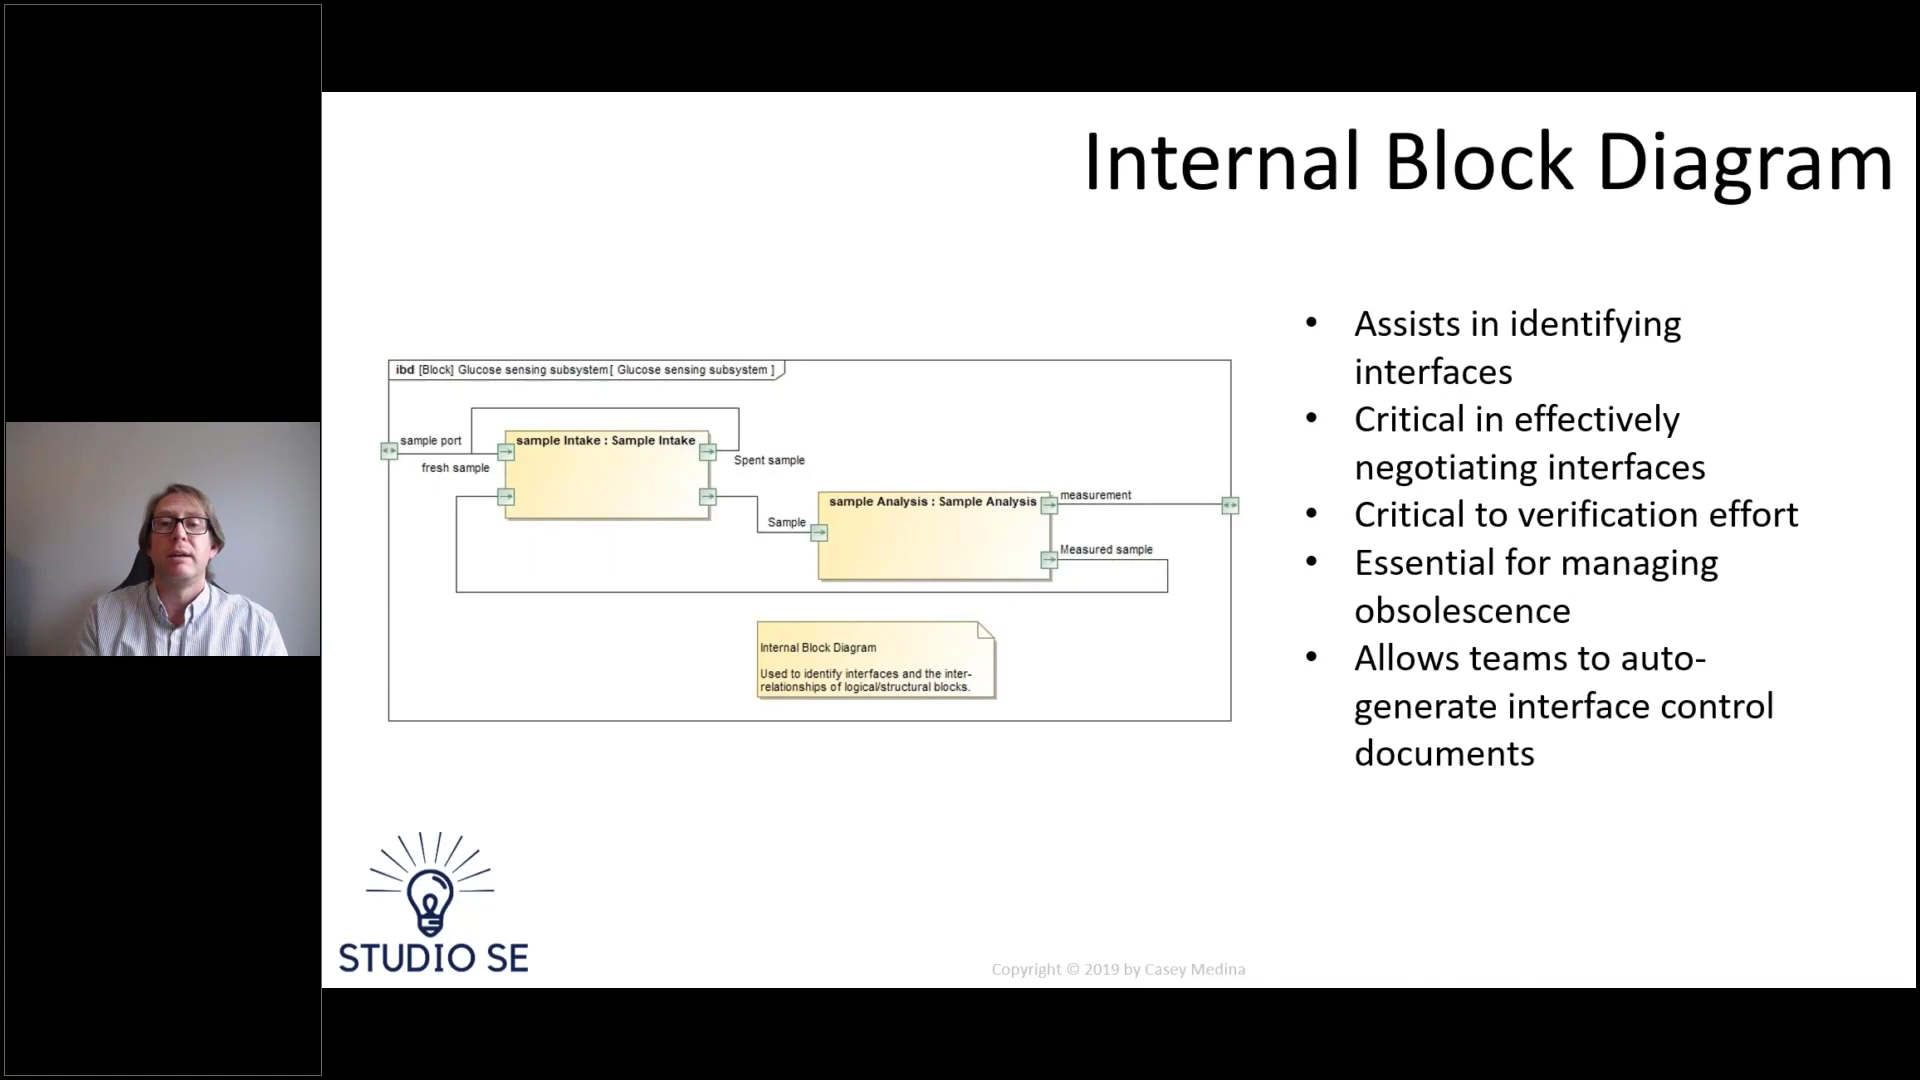 Internal Block Diagram
ibd [Block] Glucose sensing subsystem[ Glucose sensing subsystem ]
sample port
sample Intake : Sample Intake
fresh sample
Spent sample
Sample
sample Analysis : Sample Analysis
measurement
Measured sample
Internal Block Diagram
Used to identify interfaces and the inter-
relationships of logical/structural blocks.
• Assists in identifying
interfaces
• Critical in effectively
negotiating interfaces
• Critical to verification effort
• Essential for managing
obsolescence
• Allows teams to auto-
generate interface control
documents
STUDIO SE
Copyright © 2019 by Casey Medina